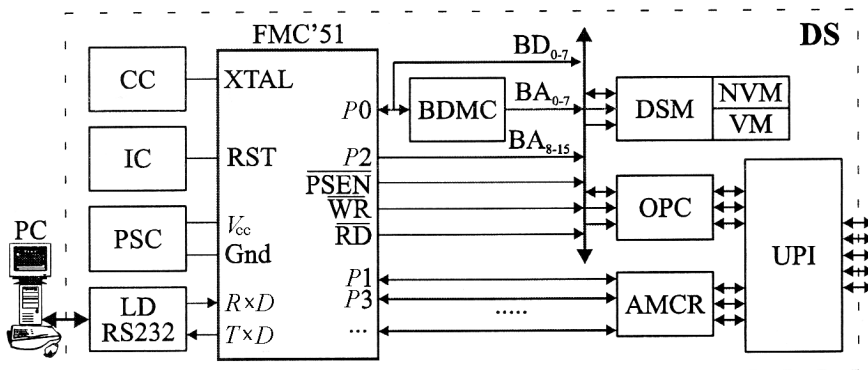 FMC'51
DS
CC
XTAL
BD0-7
P0
BDMC
BA0-7
DSM
NVM
VM
IC
RST
P2
BA8-15
PSEN
WR
RD
OPC
UPI
PC
PSC
Vcc
Gnd
P1
P3
AMCR
LD
RS232
R×D
T×D
...
.....